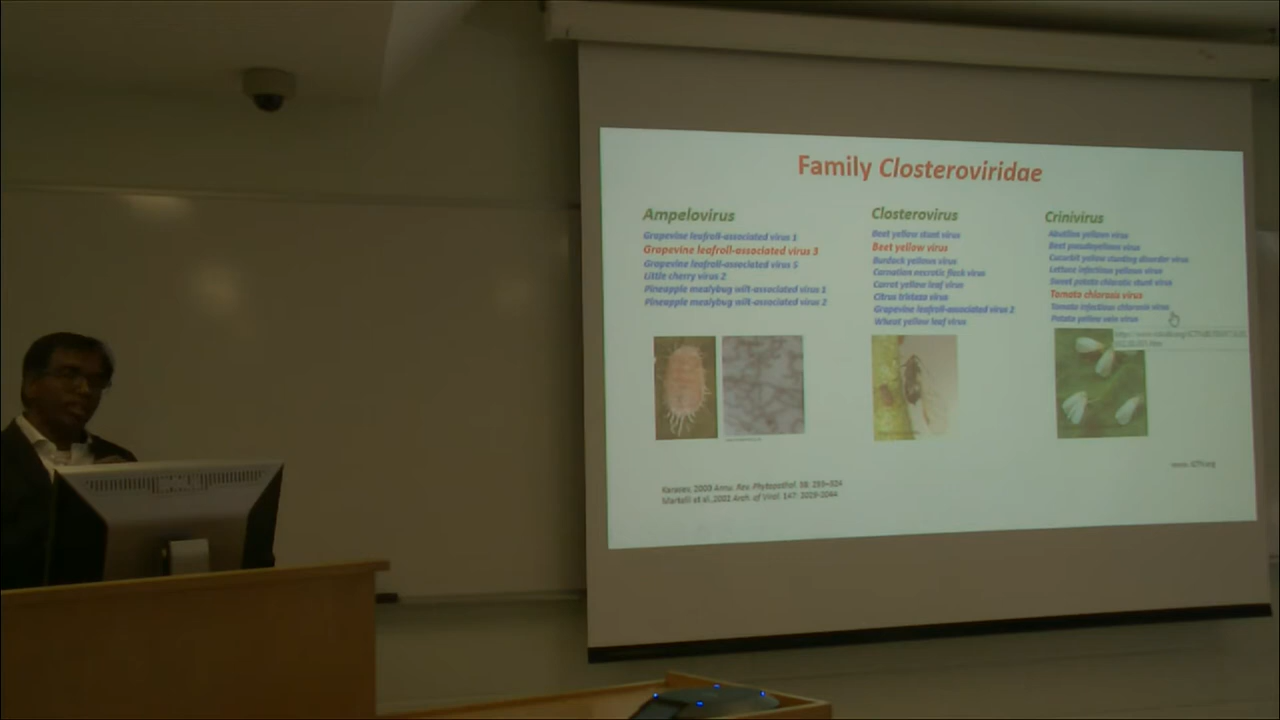 Family Closteroviridae
Ampelovirus
Grapevine leafroll-associated virus 1
Grapevine leafroll-associated virus 3
Grapevine leafroll-associated virus 5
Little cherry virus 2
Pineapple mealybug wilt-associated virus 1
Pineapple mealybug wilt-associated virus 2
Closterovirus
Beet yellow stunt virus
Beet yellow virus
Burdock yellows virus
Carnation necrotic fleck virus
Carrot yellow leaf virus
Citrus tristeza virus
Grapevine leafroll-associated virus 2
Wheat yellow leaf virus
Crinivirus
Abutilon yellows virus
Beet pseudoyellows virus
Cucurbit yellow stunting disorder virus
Lettuce infectious yellows virus
Sweet potato chlorotic stunt virus
Tomato chlorosis virus
Tomato infectious chlorosis virus
Potato yellow vein virus
Karasev, 2000 Annu. Rev. Phytopathol. 38: 293–324
Martelli et al. 2002 Arch. of Virol. 147: 2039-2044